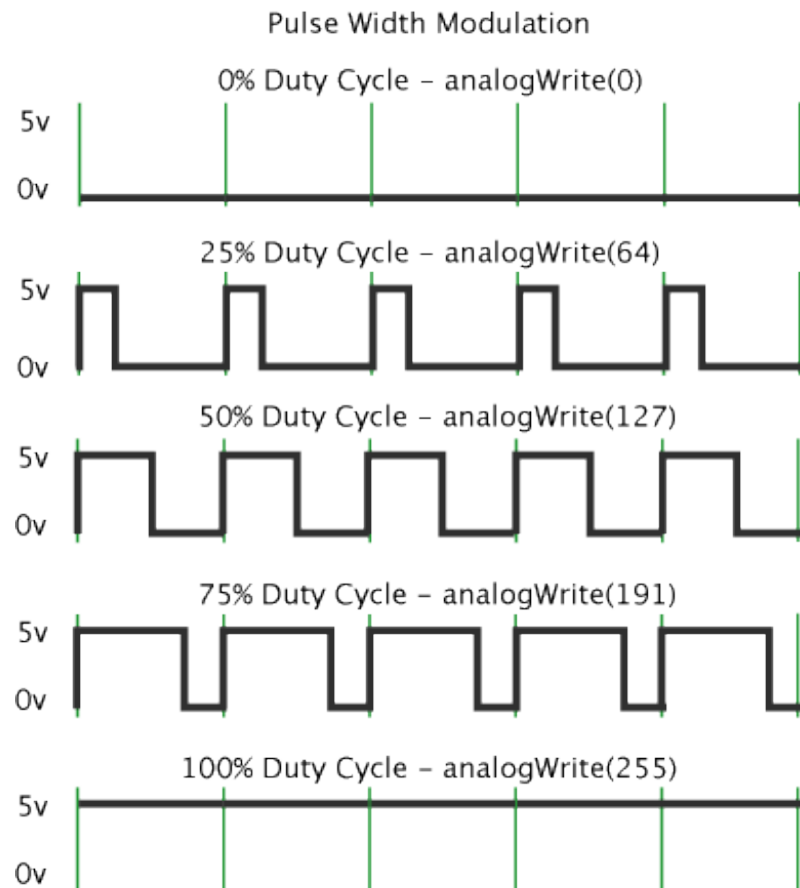 Pulse Width Modulation
0% Duty Cycle – analogWrite(0)
5v
0v
25% Duty Cycle – analogWrite(64)
5v
0v
50% Duty Cycle – analogWrite(127)
5v
0v
75% Duty Cycle – analogWrite(191)
5v
0v
100% Duty Cycle – analogWrite(255)
5v
0v